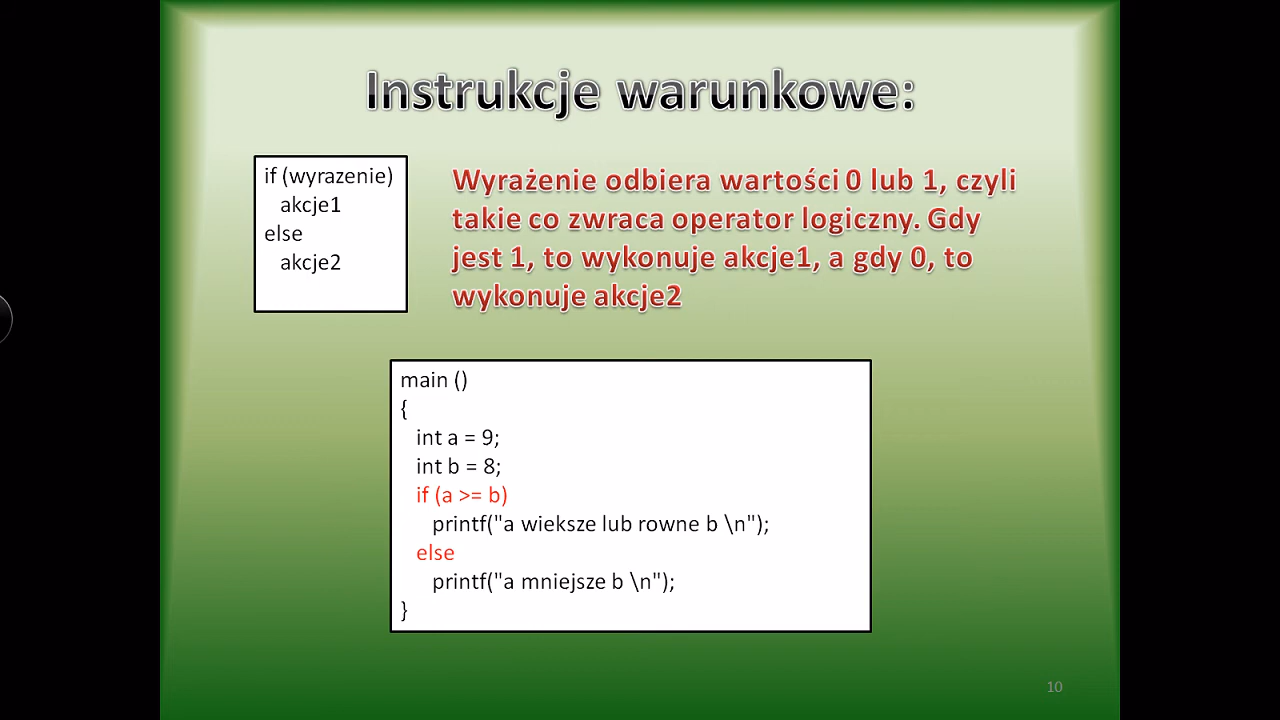 Instrukcje warunkowe:
if (wyrazenie)
akcje1
else
akcje2
Wyrażenie odbiera wartości 0 lub 1, czyli
takie co zwraca operator logiczny. Gdy
jest 1, to wykonuje akcje1, a gdy 0, to
wykonuje akcje2
main ()
{
int a = 9;
int b = 8;
if (a >= b)
printf("a wieksze lub rowne b \n");
else
printf("a mniejsze b \n");
}
10